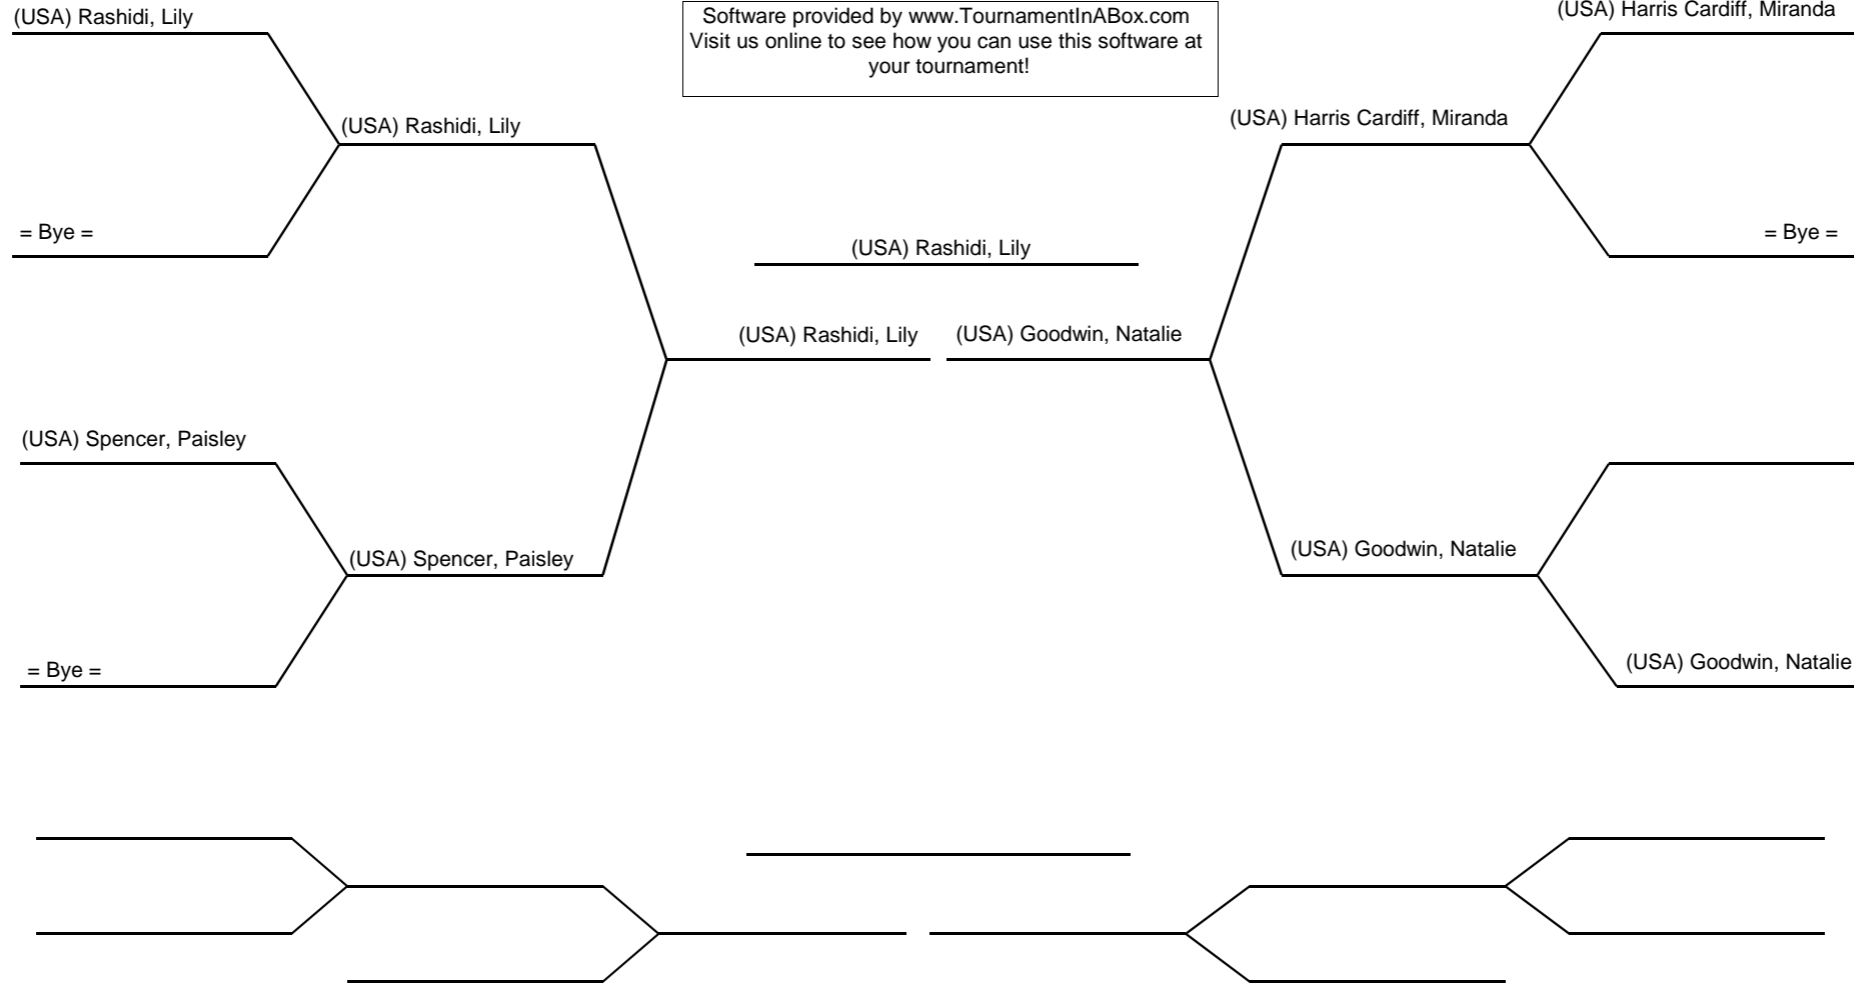 (USA) Rashidi, Lily
Software provided by www.TournamentInABox.com
Visit us online to see how you can use this software at
your tournament!
(USA) Harris Cardiff, Miranda
(USA) Rashidi, Lily
(USA) Harris Cardiff, Miranda
= Bye =
= Bye =
(USA) Rashidi, Lily
(USA) Rashidi, Lily
(USA) Goodwin, Natalie
(USA) Spencer, Paisley
(USA) Spencer, Paisley
(USA) Goodwin, Natalie
= Bye =
(USA) Goodwin, Natalie